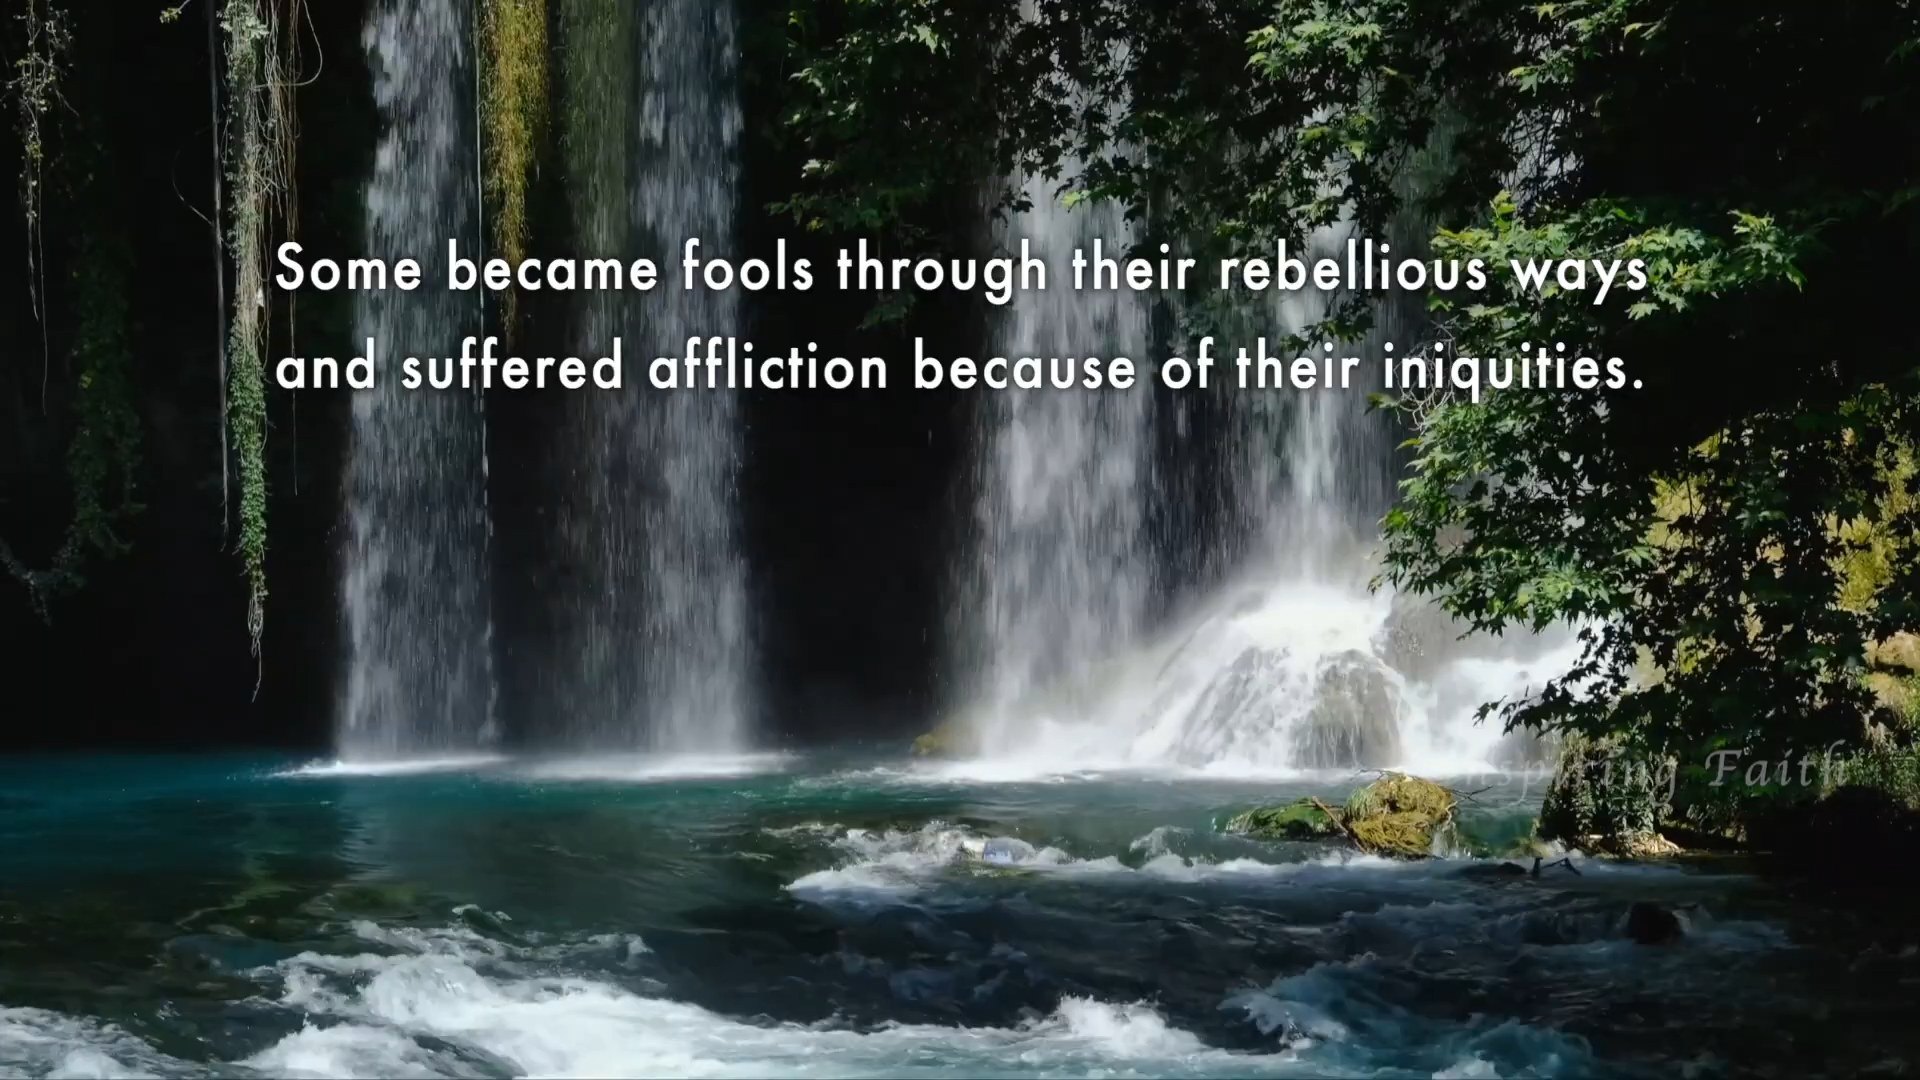 Some became fools through their rebellious ways
and suffered affliction because of their iniquities.
Inspiring Faith